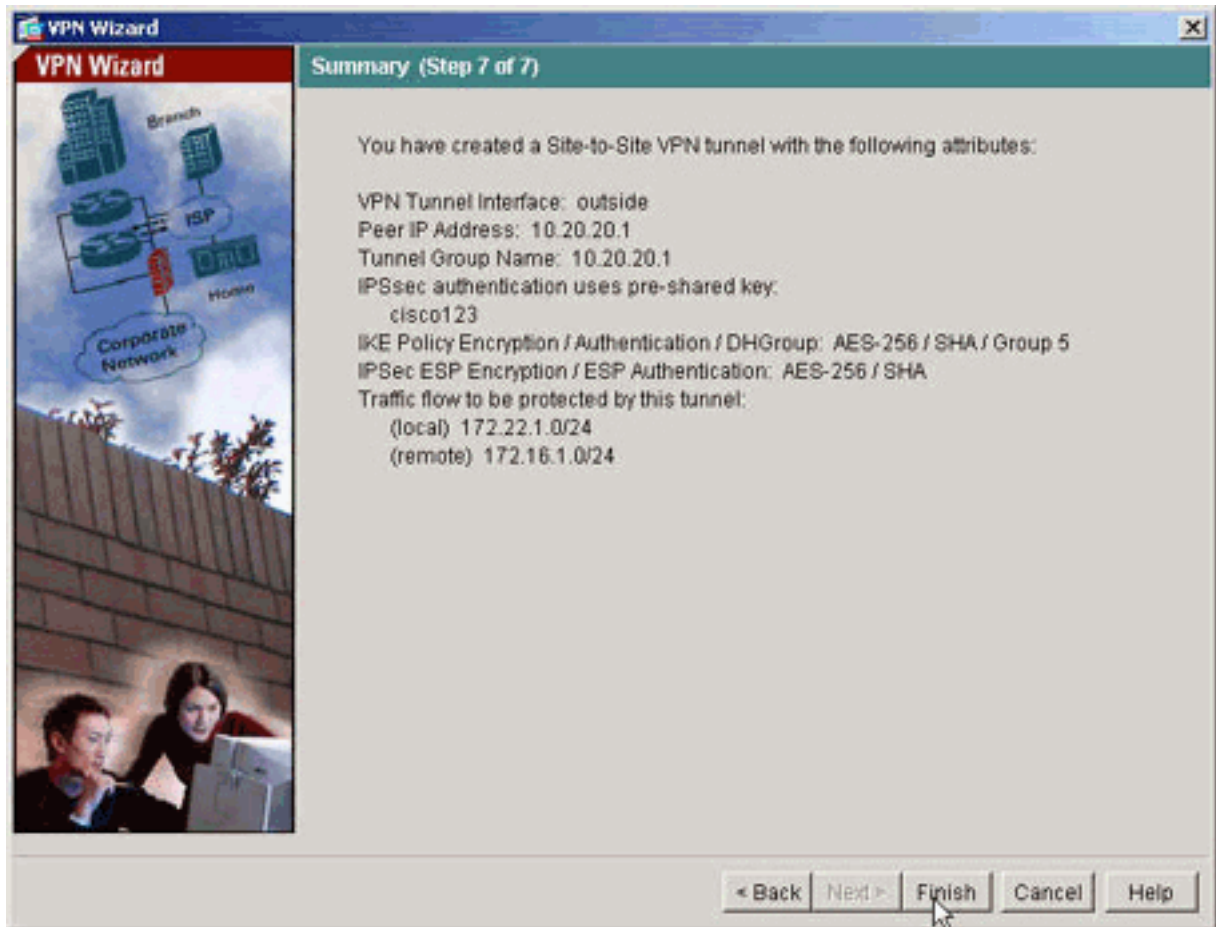 VPN Wizard
VPN Wizard
Summary (Step 7 of 7)
Branch
ISP
Home
Corporate
Network
You have created a Site-to-Site VPN tunnel with the following attributes:
VPN Tunnel Interface: outside
Peer IP Address: 10.20.20.1
Tunnel Group Name: 10.20.20.1
IPSsec authentication uses pre-shared key:
cisco123
IKE Policy Encryption / Authentication / DHGroup: AES-256 / SHA / Group 5
IPSec ESP Encryption / ESP Authentication: AES-256 / SHA
Traffic flow to be protected by this tunnel:
(local) 172.22.1.0/24
(remote) 172.16.1.0/24
< Back Next > Finish Cancel Help